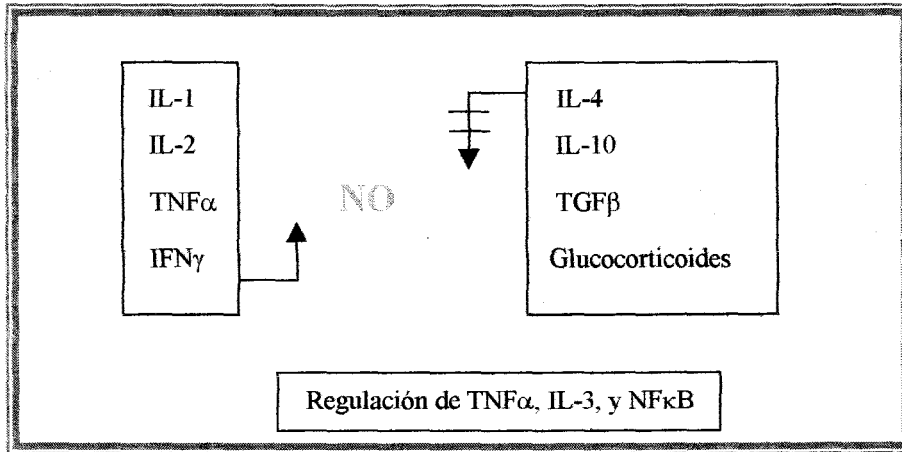 IL-1
IL-2
TNFα
IFNγ
NO
IL-4
IL-10
TGFβ
Glucocorticoides
Regulación de TNFα, IL-3, y NFκB